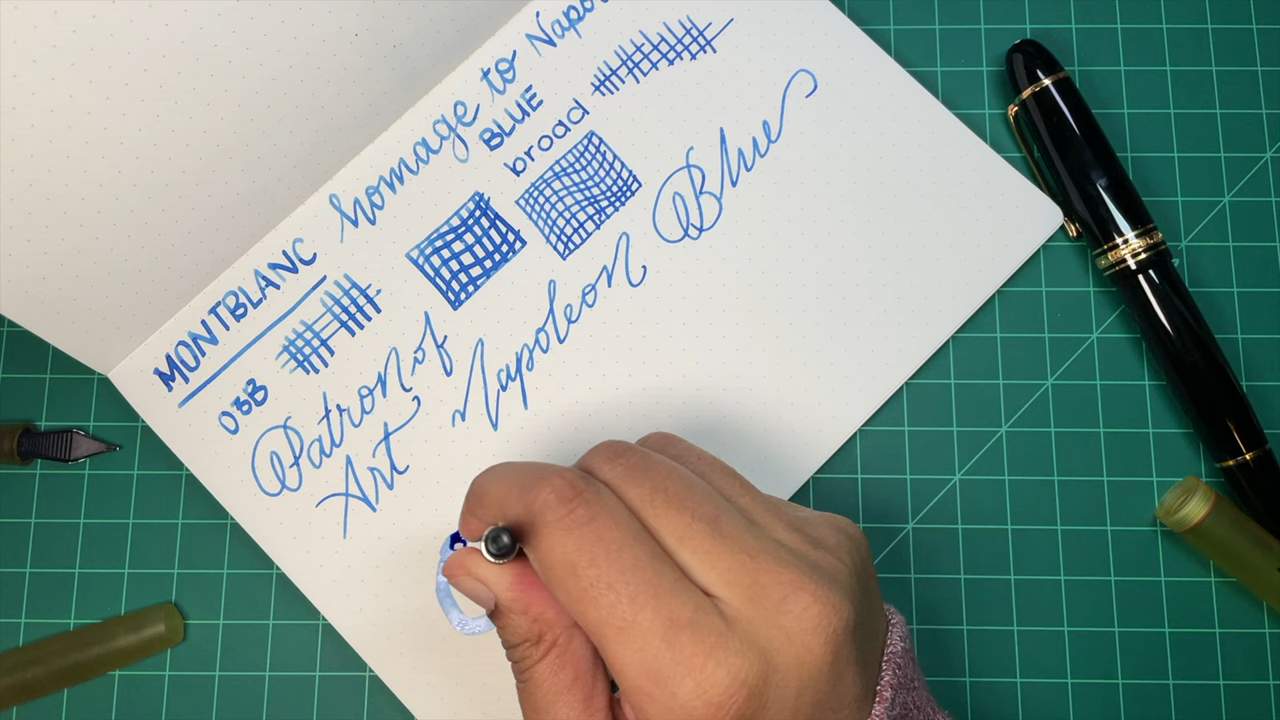 MONTBLANC homage to Napo
BLUE
03B
broad
Patron of
Art Napoleon Blue